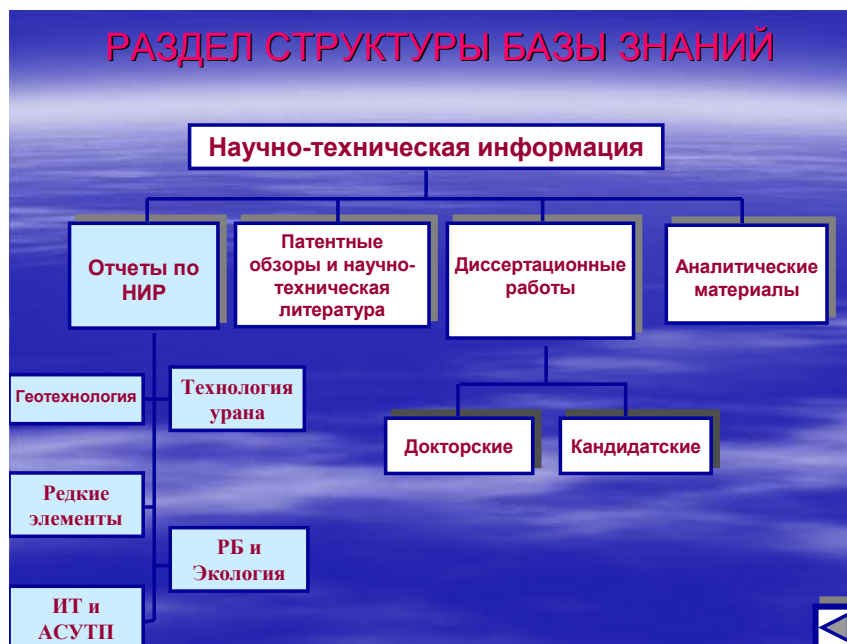 РАЗДЕЛ СТРУКТУРЫ БАЗЫ ЗНАНИЙ
Научно-техническая информация
Отчеты по
НИР
Патентные
обзоры и научно-
техническая
литература
Диссертационные
работы
Аналитические
материалы
Геотехнология
Технология
урана
Докторские
Кандидатские
Редкие
элементы
РБ и
Экология
ИТ и
АСУТП